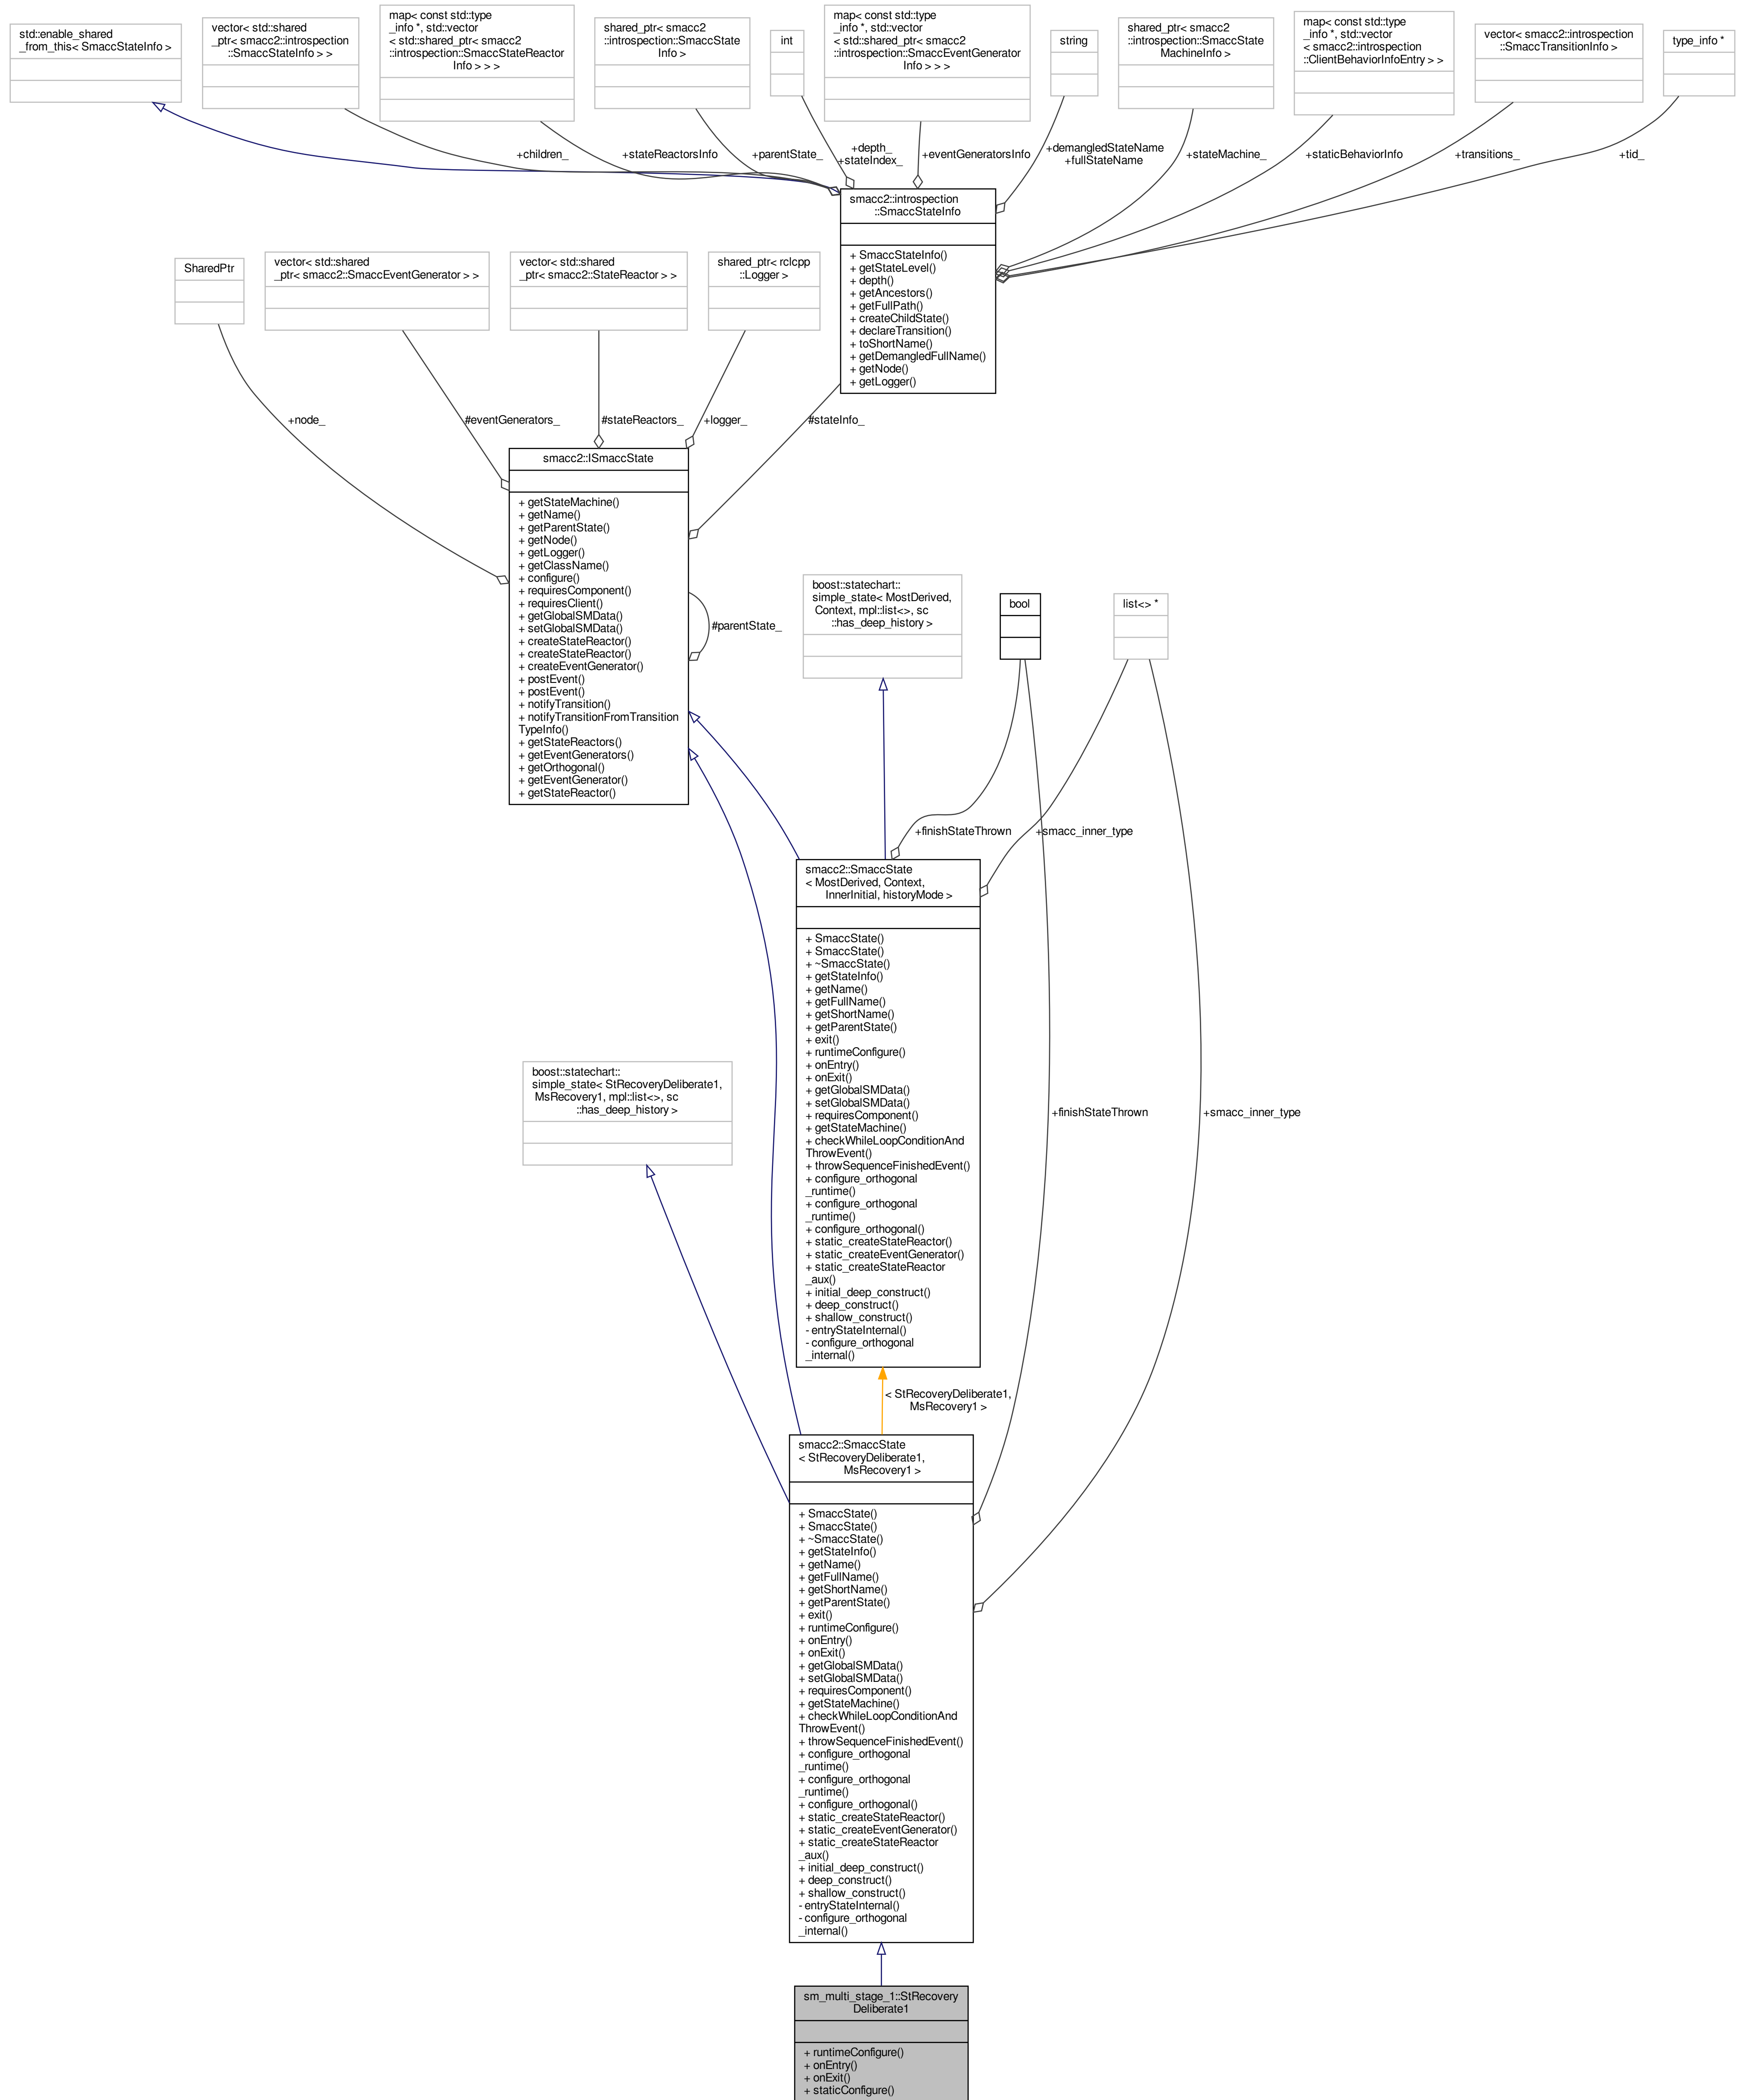 std::enable_shared
_from_this< SmaccStateInfo >
vector< std::shared
_ptr< smacc2::introspection
::SmaccStateInfo > >
map< const std::type
_info *, std::vector
< std::shared_ptr< smacc2
::introspection::SmaccStateReactor
Info > > >
shared_ptr< smacc2
::introspection::SmaccState
Info >
int
map< const std::type
_info *, std::vector
< std::shared_ptr< smacc2
::introspection::SmaccEventGenerator
Info > > >
string
shared_ptr< smacc2
::introspection::SmaccState
MachineInfo >
map< const std::type
_info *, std::vector
< smacc2::introspection
::ClientBehaviorInfoEntry > >
vector< smacc2::introspection
::SmaccTransitionInfo >
type_info *
+children_
+stateReactorsInfo
+parentState_
+depth_
+stateIndex_
+eventGeneratorsInfo
+demangledStateName
+fullStateName
+stateMachine_
+staticBehaviorInfo
+transitions_
+tid_
smacc2::introspection
::SmaccStateInfo
+ SmaccStateInfo()
+ getStateLevel()
+ depth()
+ getAncestors()
+ getFullPath()
+ createChildState()
+ declareTransition()
+ toShortName()
+ getDemangledFullName()
+ getNode()
+ getLogger()
SharedPtr
vector< std::shared
_ptr< smacc2::SmaccEventGenerator > >
vector< std::shared
_ptr< smacc2::StateReactor > >
shared_ptr< rclcpp
::Logger >
+node_
#eventGenerators_
#stateReactors_
+logger_
#stateInfo_
smacc2::ISmaccState
+ getStateMachine()
+ getName()
+ getParentState()
+ getNode()
+ getLogger()
+ getClassName()
+ configure()
+ requiresComponent()
+ requiresClient()
+ getGlobalSMData()
+ setGlobalSMData()
+ createStateReactor()
+ createStateReactor()
+ createEventGenerator()
+ postEvent()
+ postEvent()
+ notifyTransition()
+ notifyTransitionFromTransition
TypeInfo()
+ getStateReactors()
+ getEventGenerators()
+ getOrthogonal()
+ getEventGenerator()
+ getStateReactor()
#parentState_
boost::statechart::
simple_state< MostDerived,
Context, mpl::list<>, sc
::has_deep_history >
bool
list<> *
+finishStateThrown
+smacc_inner_type
smacc2::SmaccState
< MostDerived, Context,
InnerInitial, historyMode >
+ SmaccState()
+ SmaccState()
+ ~SmaccState()
+ getStateInfo()
+ getName()
+ getFullName()
+ getShortName()
+ getParentState()
+ exit()
+ runtimeConfigure()
+ onEntry()
+ onExit()
+ getGlobalSMData()
+ setGlobalSMData()
+ requiresComponent()
+ getStateMachine()
+ checkWhileLoopConditionAnd
ThrowEvent()
+ throwSequenceFinishedEvent()
+ configure_orthogonal
_runtime()
+ configure_orthogonal
_runtime()
+ configure_orthogonal()
+ static_createStateReactor()
+ static_createEventGenerator()
+ static_createStateReactor
_aux()
+ initial_deep_construct()
+ deep_construct()
+ shallow_construct()
- entryStateInternal()
- configure_orthogonal
_internal()
boost::statechart::
simple_state< StRecoveryDeliberate1,
MsRecovery1, mpl::list<>, sc
::has_deep_history >
+finishStateThrown
+smacc_inner_type
< StRecoveryDeliberate1,
MsRecovery1 >
smacc2::SmaccState
< StRecoveryDeliberate1,
MsRecovery1 >
+ SmaccState()
+ SmaccState()
+ ~SmaccState()
+ getStateInfo()
+ getName()
+ getFullName()
+ getShortName()
+ getParentState()
+ exit()
+ runtimeConfigure()
+ onEntry()
+ onExit()
+ getGlobalSMData()
+ setGlobalSMData()
+ requiresComponent()
+ getStateMachine()
+ checkWhileLoopConditionAnd
ThrowEvent()
+ throwSequenceFinishedEvent()
+ configure_orthogonal
_runtime()
+ configure_orthogonal
_runtime()
+ configure_orthogonal()
+ static_createStateReactor()
+ static_createEventGenerator()
+ static_createStateReactor
_aux()
+ initial_deep_construct()
+ deep_construct()
+ shallow_construct()
- entryStateInternal()
- configure_orthogonal
_internal()
sm_multi_stage_1::StRecovery
Deliberate1
+ runtimeConfigure()
+ onEntry()
+ onExit()
+ staticConfigure()